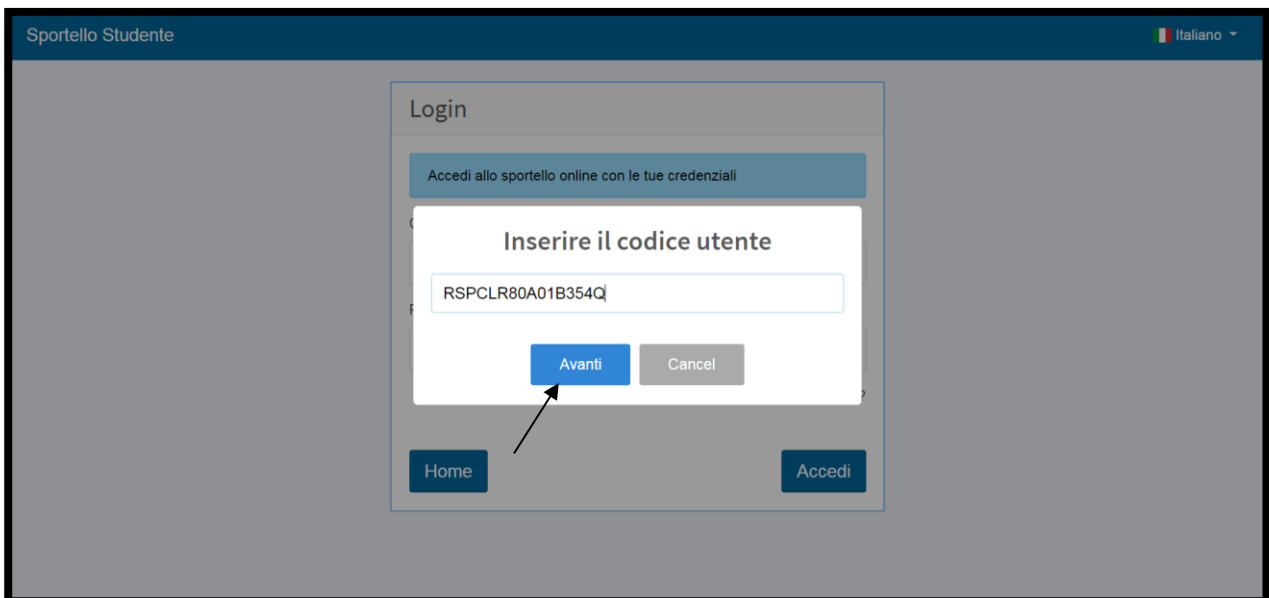 Sportello Studente
Italiano
Login
Accedi allo sportello online con le tue credenziali
Inserire il codice utente
RSPCLR80A01B354Q
Avanti
Cancel
?
Home
Accedi